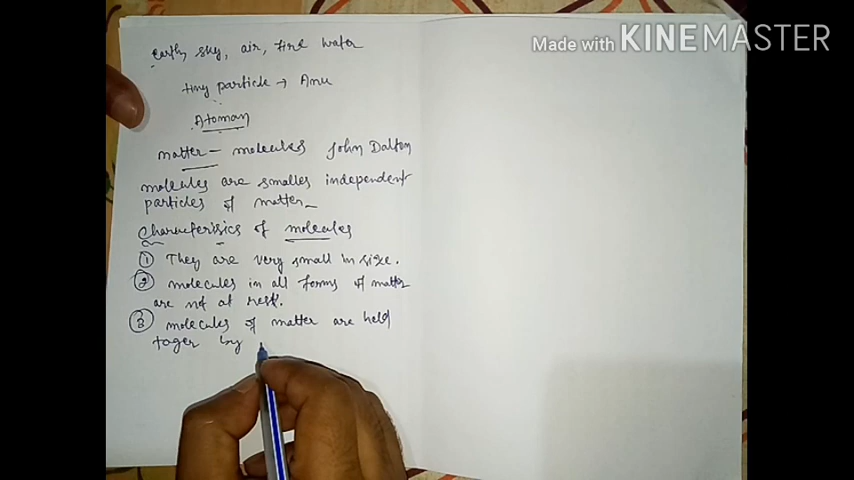 Earth, sky, air, fire water
Made with KINEMASTER
tiny particle → Anu
Atoman
matter - molecules John Dalton
molecules are smalles independent
particles of matter
Characterisics of molecules
① They are very small in size.
② molecules in all forms of matter
are not at rest.
③ molecules of matter are held
toger by